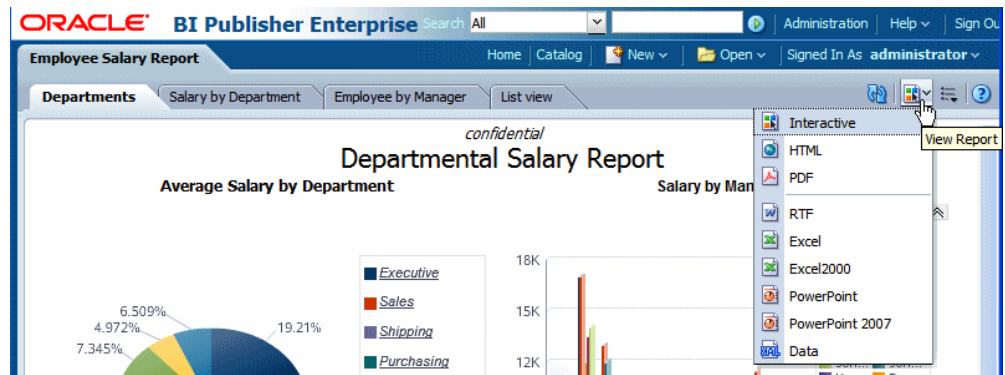 ORACLE BI Publisher Enterprise Search All Administration Help Sign Ou
Employee Salary Report Home Catalog New Open Signed In As administrator
Departments Salary by Department Employee by Manager List view
View Report
Interactive
HTML
PDF
RTF
Excel
Excel2000
PowerPoint
PowerPoint 2007
Data
confidential
Departmental Salary Report
Average Salary by Department
Salary by Man
6.509%
4.972%
7.345%
19.21%
Executive
Sales
Shipping
Purchasing
18K
15K
12K